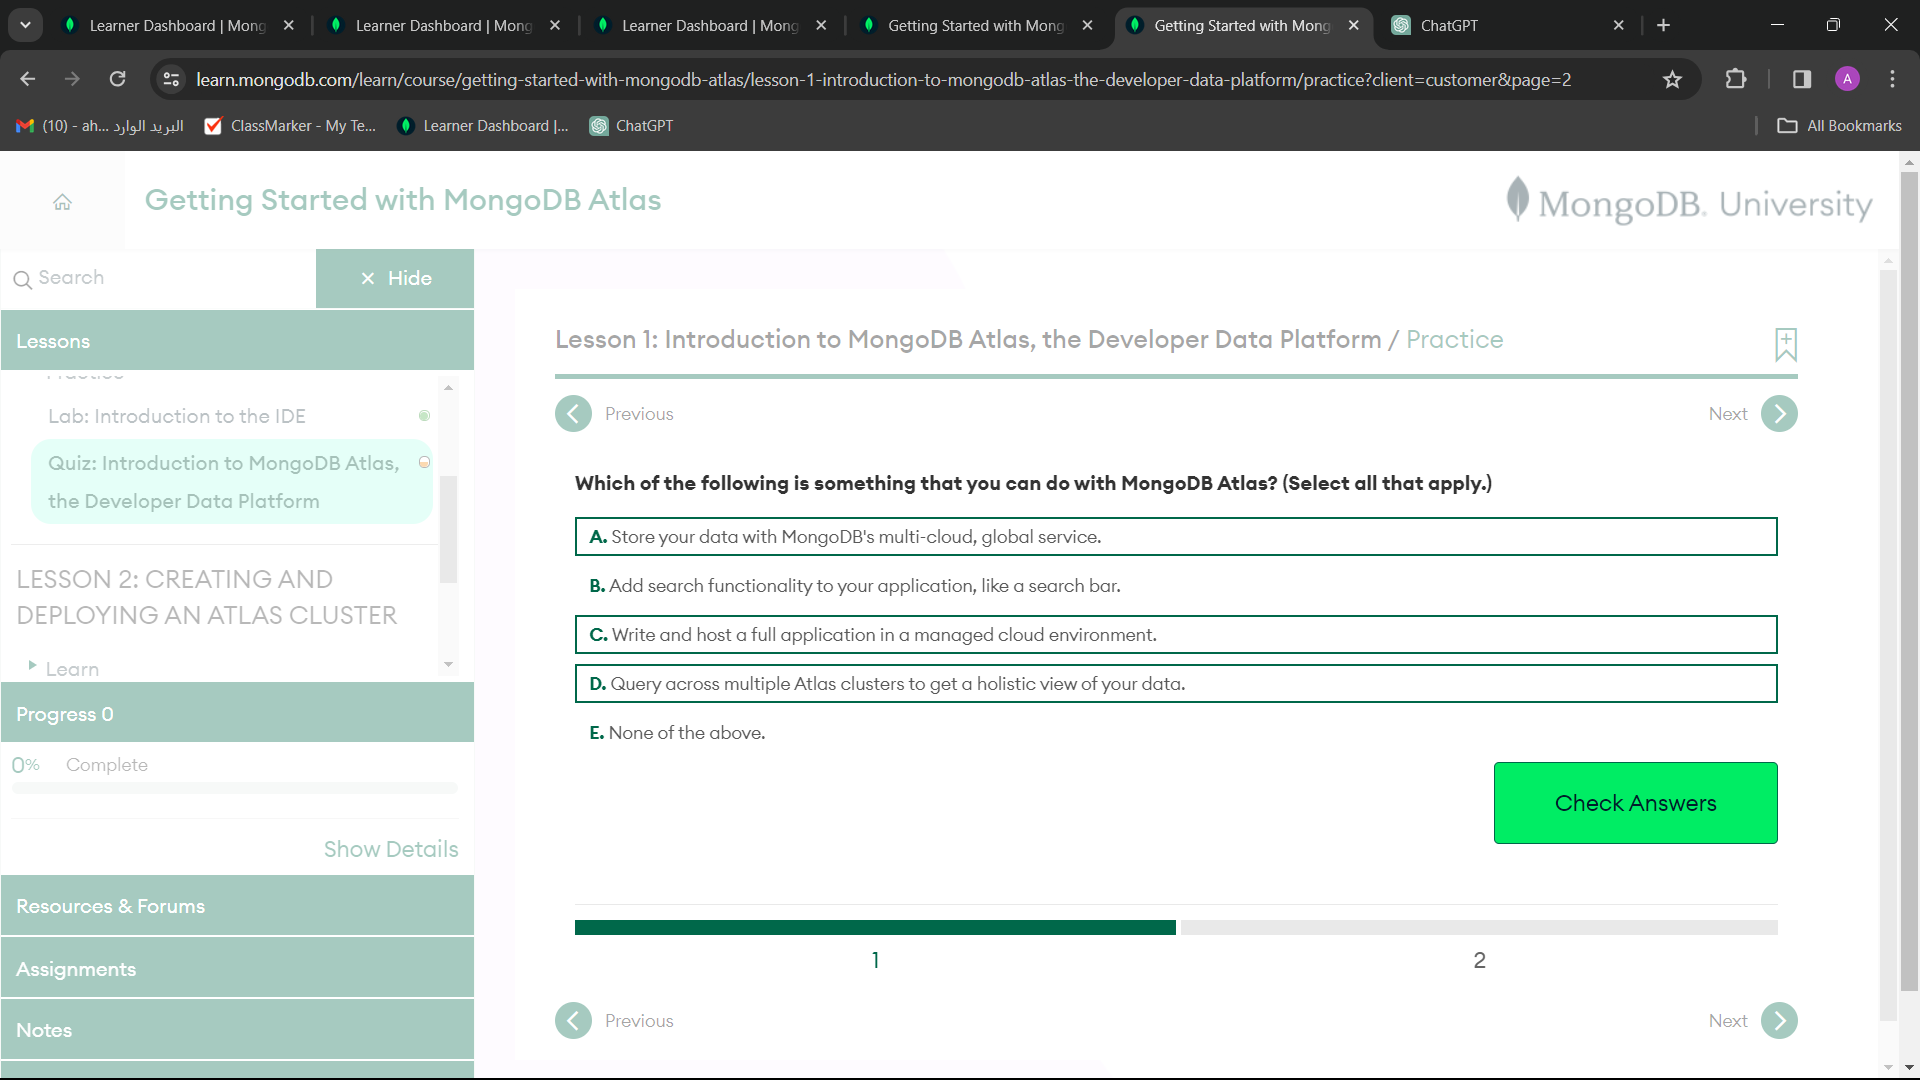 Learner Dashboard | Mong
Learner Dashboard | Mong
Learner Dashboard | Mong
Getting Started with Mong
Getting Started with Mong
ChatGPT
learn.mongodb.com/learn/course/getting-started-with-mongodb-atlas/lesson-1-introduction-to-mongodb-atlas-the-developer-data-platform/practice?client=customer&page=2
A
البريد الوارد (10) - ah...
ClassMarker - My Te...
Learner Dashboard |...
ChatGPT
All Bookmarks
Getting Started with MongoDB Atlas
MongoDB. University
Search
Hide
Lessons
Practice
Lab: Introduction to the IDE
Quiz: Introduction to MongoDB Atlas,
the Developer Data Platform
LESSON 2: CREATING AND
DEPLOYING AN ATLAS CLUSTER
Learn
Progress 0
0% Complete
Show Details
Resources & Forums
Assignments
Notes
Lesson 1: Introduction to MongoDB Atlas, the Developer Data Platform / Practice
Previous
Next
Which of the following is something that you can do with MongoDB Atlas? (Select all that apply.)
A. Store your data with MongoDB's multi-cloud, global service.
B. Add search functionality to your application, like a search bar.
C. Write and host a full application in a managed cloud environment.
D. Query across multiple Atlas clusters to get a holistic view of your data.
E. None of the above.
Check Answers
1
2
Previous
Next